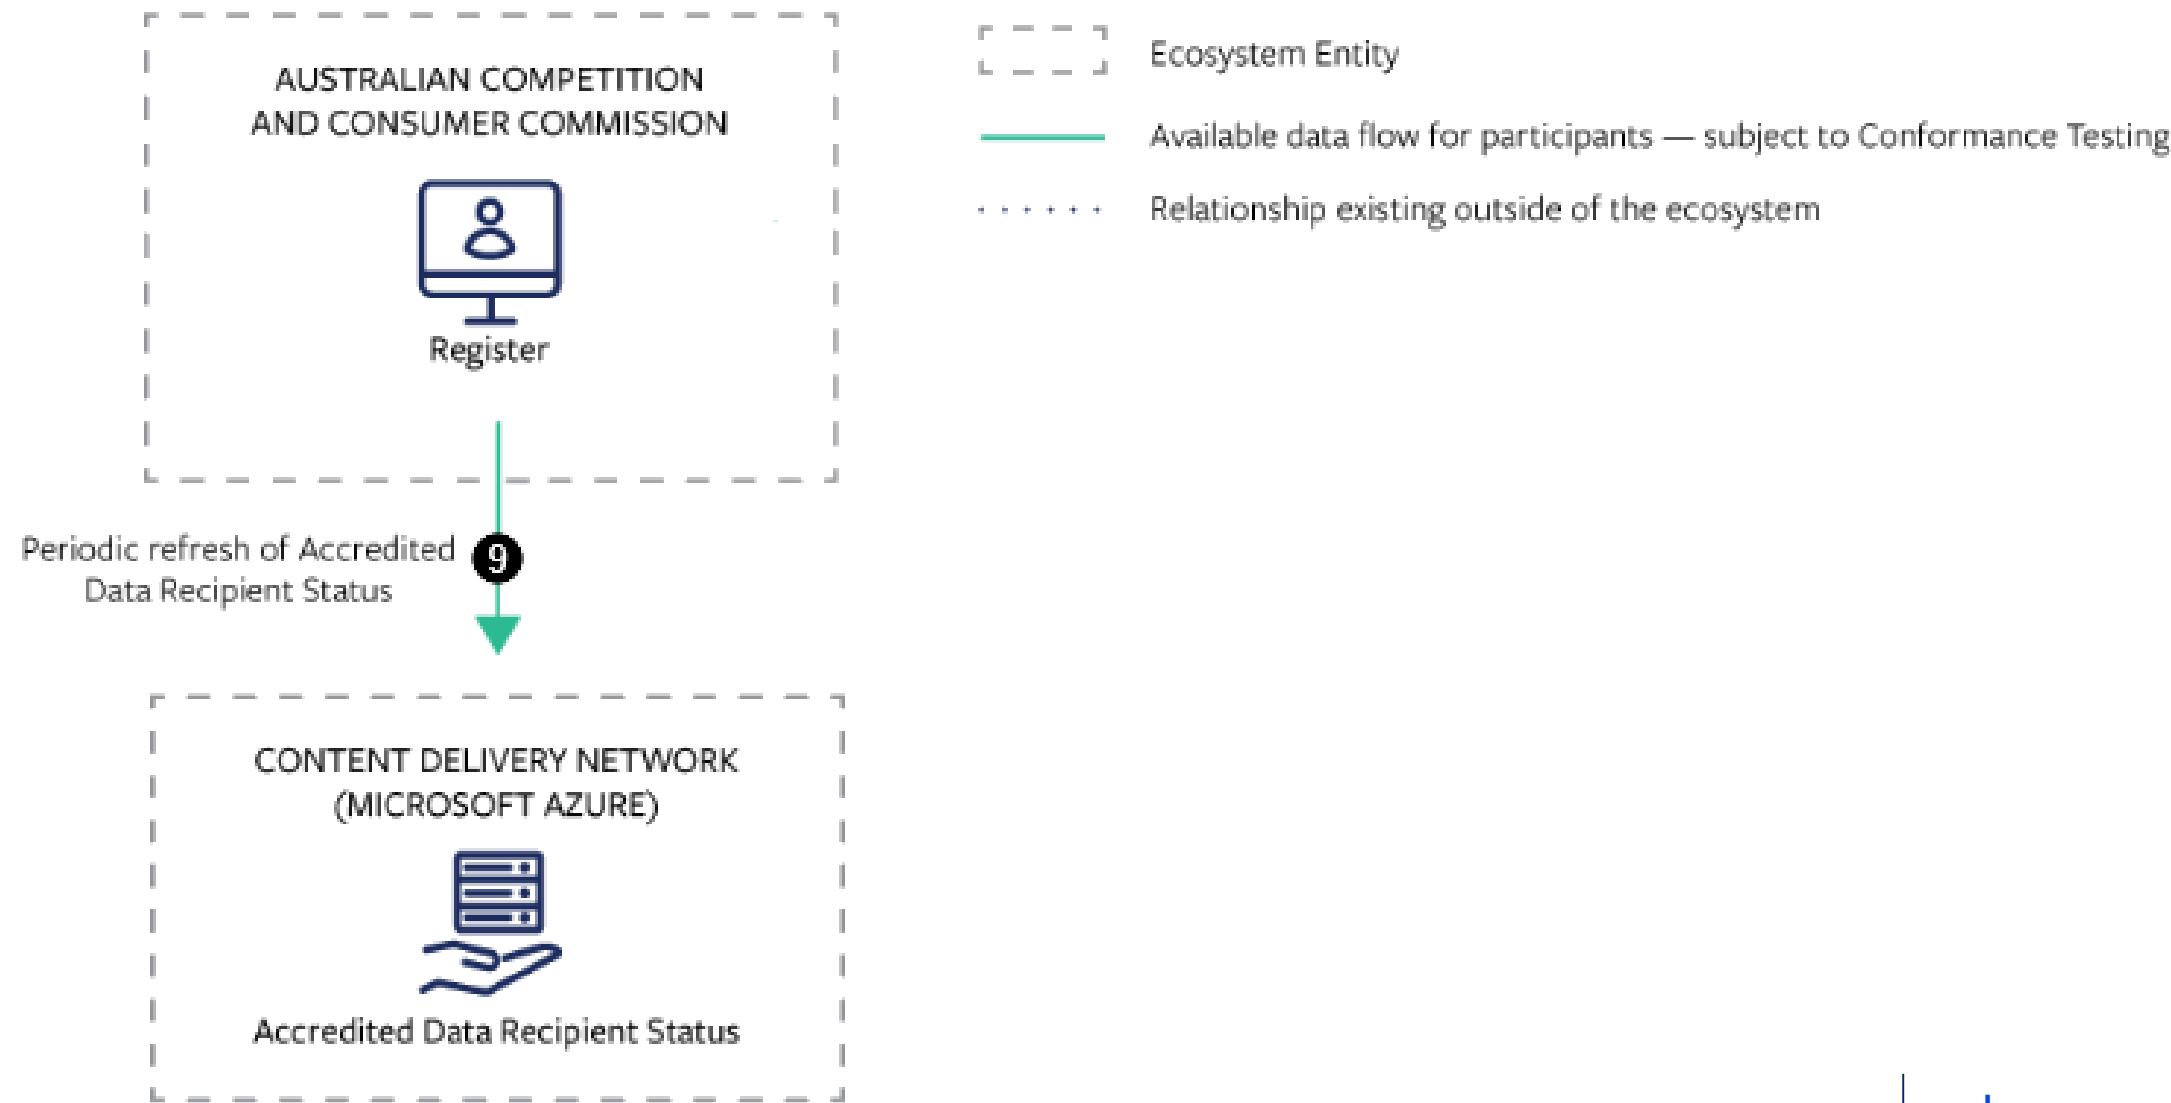 AUSTRALIAN COMPETITION
AND CONSUMER COMMISSION
Register
Ecosystem Entity
Available data flow for participants — subject to Conformance Testing
Relationship existing outside of the ecosystem
Periodic refresh of Accredited
Data Recipient Status
9
CONTENT DELIVERY NETWORK
(MICROSOFT AZURE)
Accredited Data Recipient Status